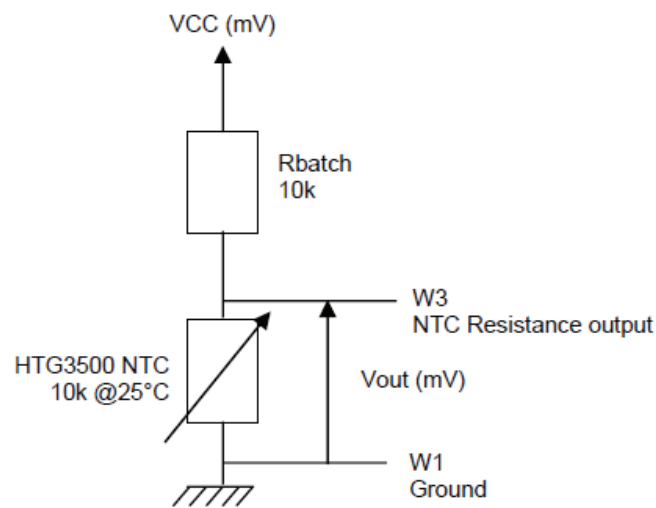 VCC (mV)
Rbatch
10k
W3
NTC Resistance output
HTG3500 NTC
10k @25°C
Vout (mV)
W1
Ground